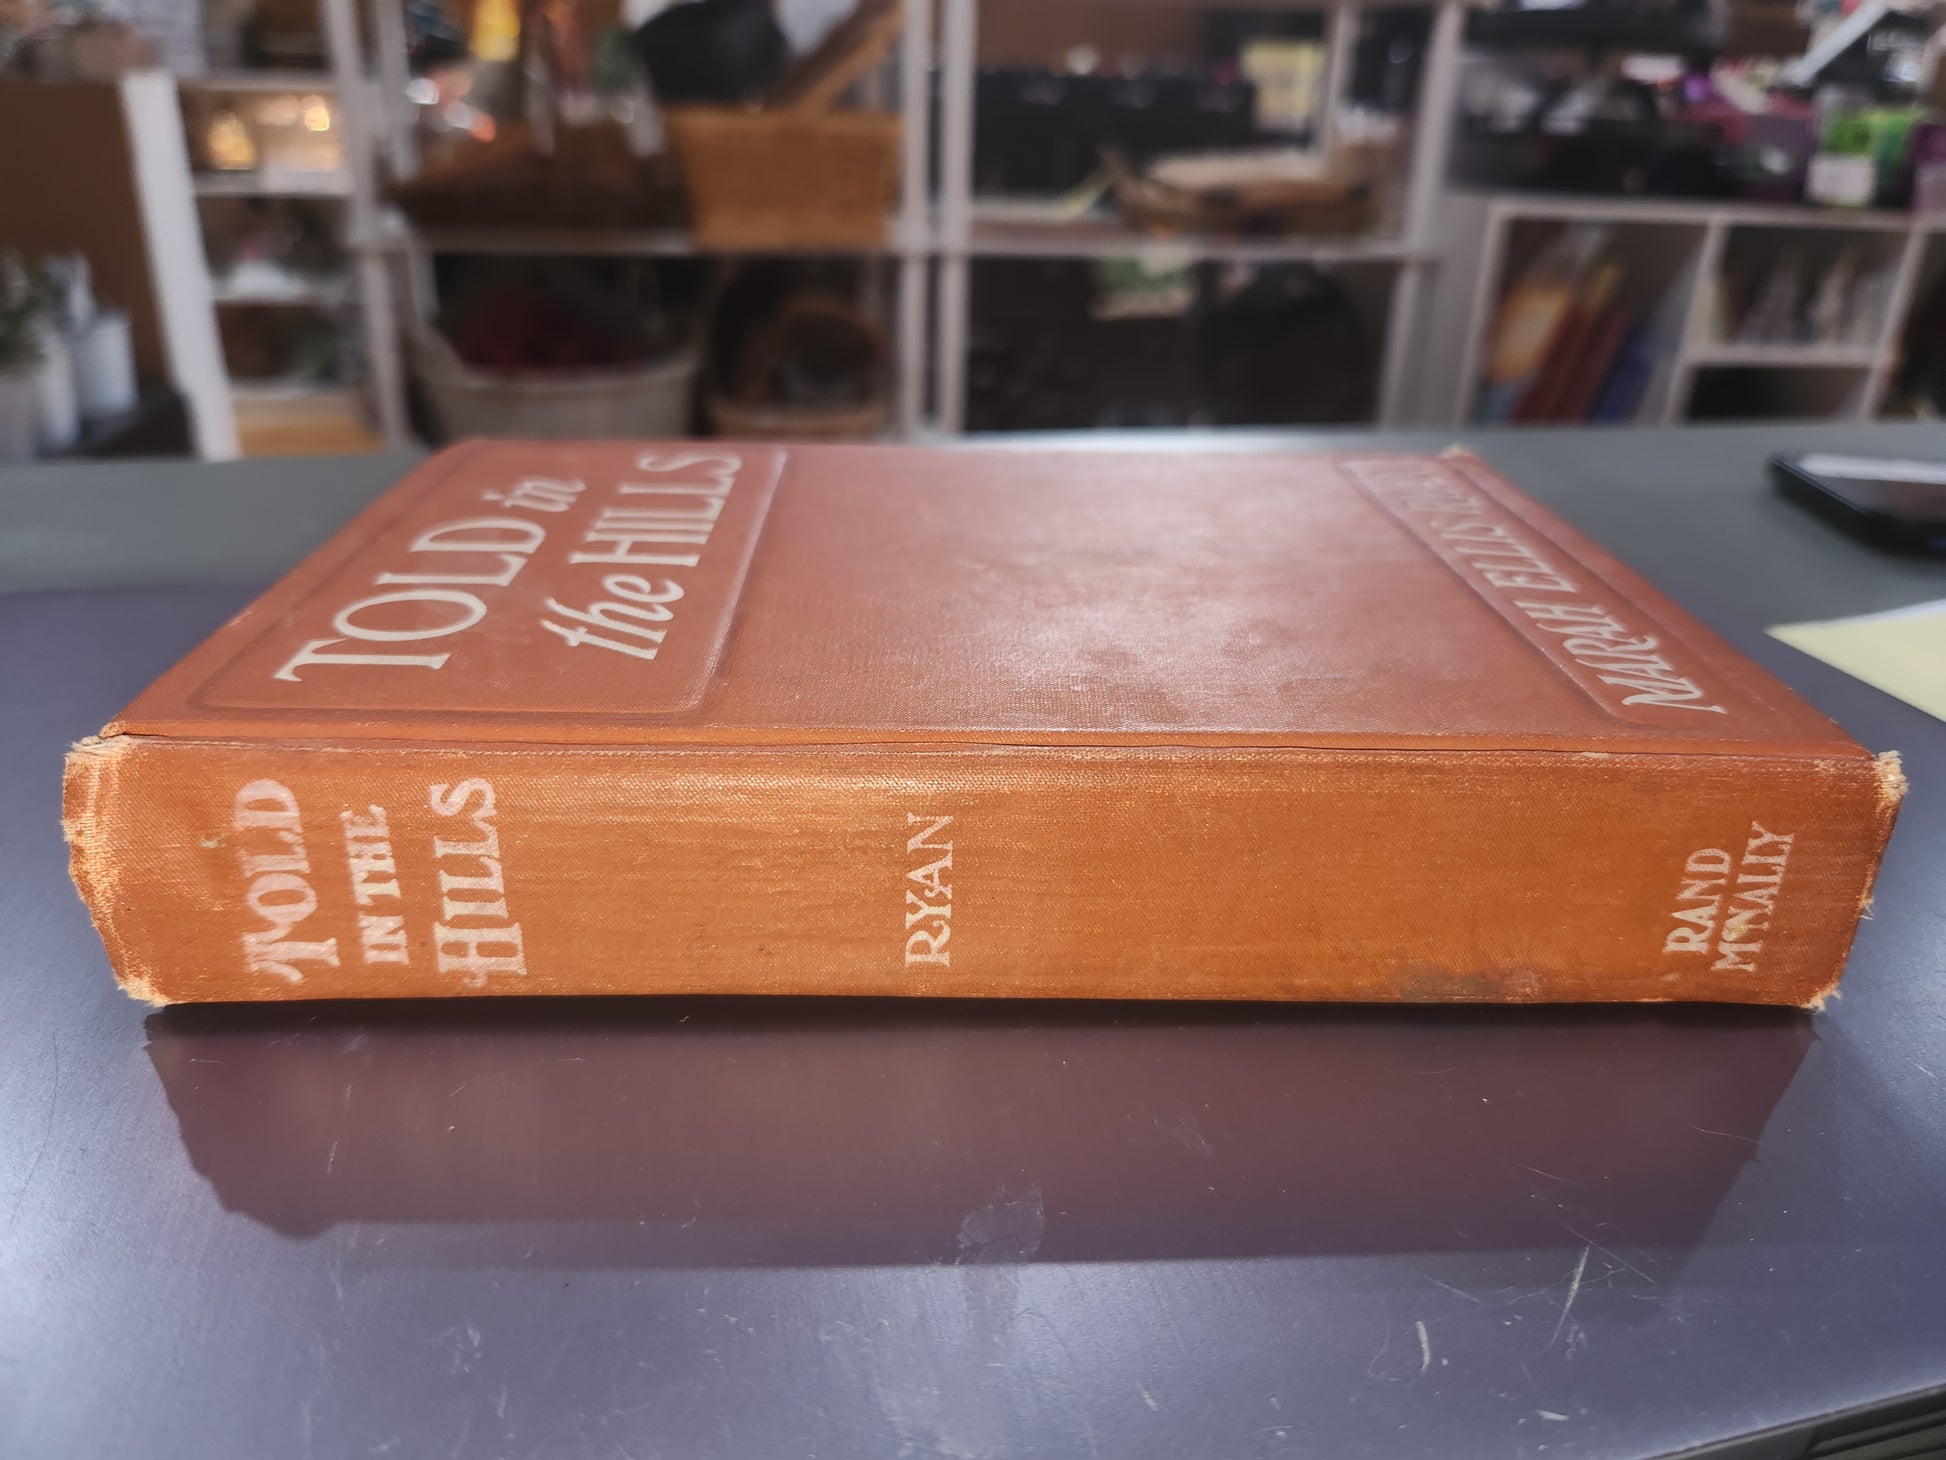 TOLD in
the HILLS
MARAH ELLIS RYAN
TOLD
IN THE
HILLS
RYAN
RAND
McNALLY